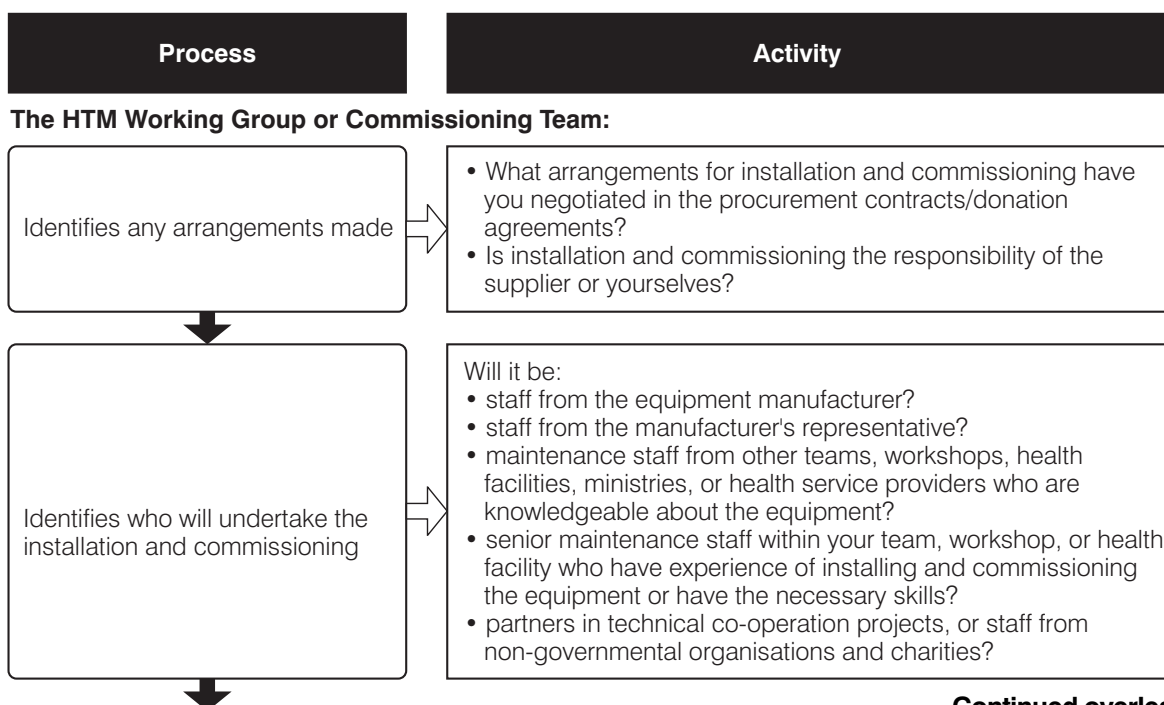 Process
Activity
The HTM Working Group or Commissioning Team:
Identifies any arrangements made
• What arrangements for installation and commissioning have
you negotiated in the procurement contracts/donation
agreements?
• Is installation and commissioning the responsibility of the
supplier or yourselves?
Identifies who will undertake the
installation and commissioning
Will it be:
• staff from the equipment manufacturer?
• staff from the manufacturer's representative?
• maintenance staff from other teams, workshops, health
facilities, ministries, or health service providers who are
knowledgeable about the equipment?
• senior maintenance staff within your team, workshop, or health
facility who have experience of installing and commissioning
the equipment or have the necessary skills?
• partners in technical co-operation projects, or staff from
non-governmental organisations and charities?
Continued